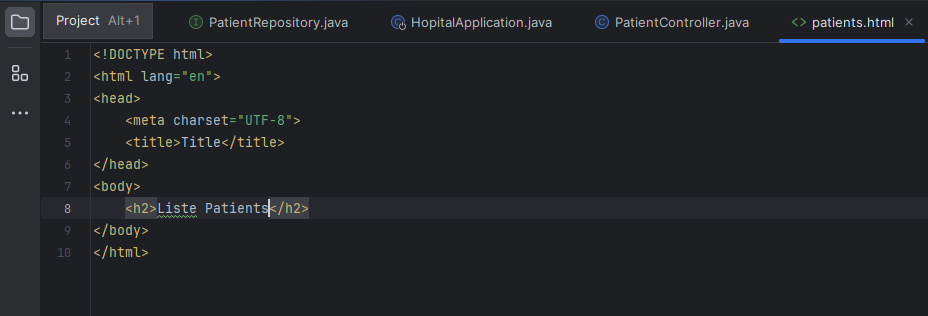 Project Alt+1 PatientRepository.java HopitalApplication.java PatientController.java patients.html
1 <!DOCTYPE html>
2 <html lang="en">
3 <head>
4     <meta charset="UTF-8">
5     <title>Title</title>
6 </head>
7 <body>
8     <h2>Liste Patients</h2>
9 </body>
10 </html>